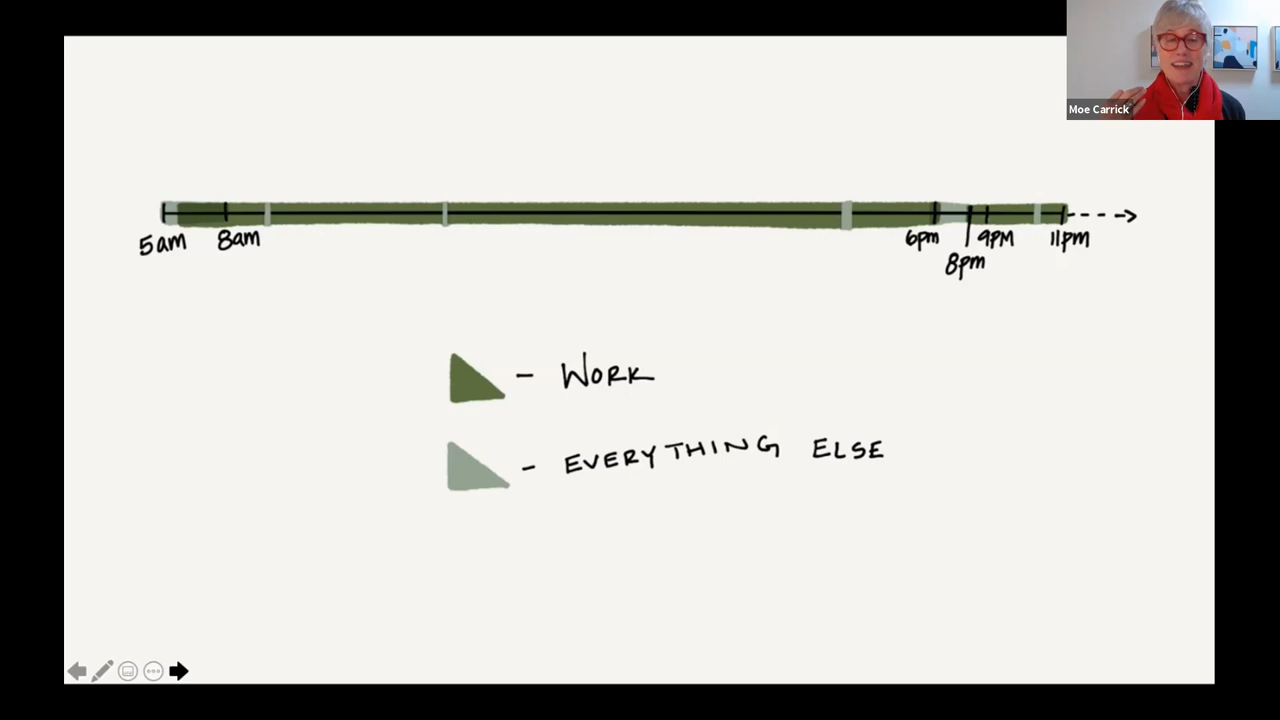 Moe Carrick
5am 8am 6pm 9PM 11pm
8pm
- WORK
- EVERYTHING ELSE